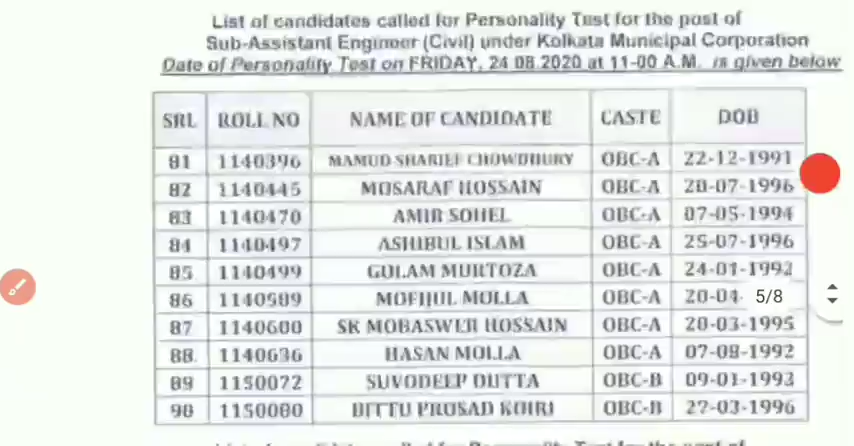 List of candidates called for Personality Test for the post of
Sub-Assistant Engineer (Civil) under Kolkata Municipal Corporation
Date of Personality Test on FRIDAY, 24 08 2020 at 11-00 A.M. is given below
SRL ROLL NO NAME OF CANDIDATE CASTE DOB
81 1140396 MAMUD SHARIEF CHOWDHURY OBC-A 22-12-1991
82 1140445 MOSARAF HOSSAIN OBC-A 20-07-1996
83 1140470 AMIR SOHEL OBC-A 07-05-1994
84 1140497 ASHIBUL ISLAM OBC-A 25-07-1996
85 1140499 GOLAM MURTOZA OBC-A 24-01-1992
86 1140509 MOFIJUL MOLLA OBC-A 20-04- 5/8
87 1140600 SK MOBASWER HOSSAIN OBC-A 20-03-1995
88 1140636 HASAN MOLLA OBC-A 07-08-1992
89 1150072 SUVODEEP DUTTA OBC-B 09-01-1993
90 1150080 BITTU PROSAD KOIRI OBC-B 27-03-1996